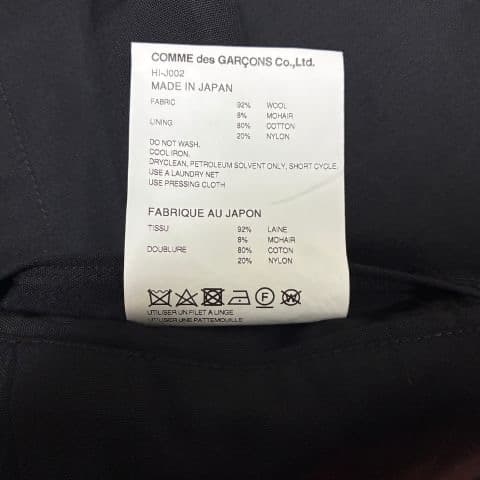 COMME des GARÇONS Co.,Ltd.
HI-J002
MADE IN JAPAN
FABRIC 92% WOOL
8% MOHAIR
LINING 80% COTTON
20% NYLON
DO NOT WASH.
COOL IRON.
DRYCLEAN, PETROLEUM SOLVENT ONLY, SHORT CYCLE,
USE A LAUNDRY NET
USE PRESSING CLOTH
FABRIQUE AU JAPON
TISSU 92% LAINE
8% MOHAIR
DOUBLURE 80% COTON
20% NYLON
F W
UTILISER UN FILET A LINGE
UTILISER UNE PATTEMOUILLE